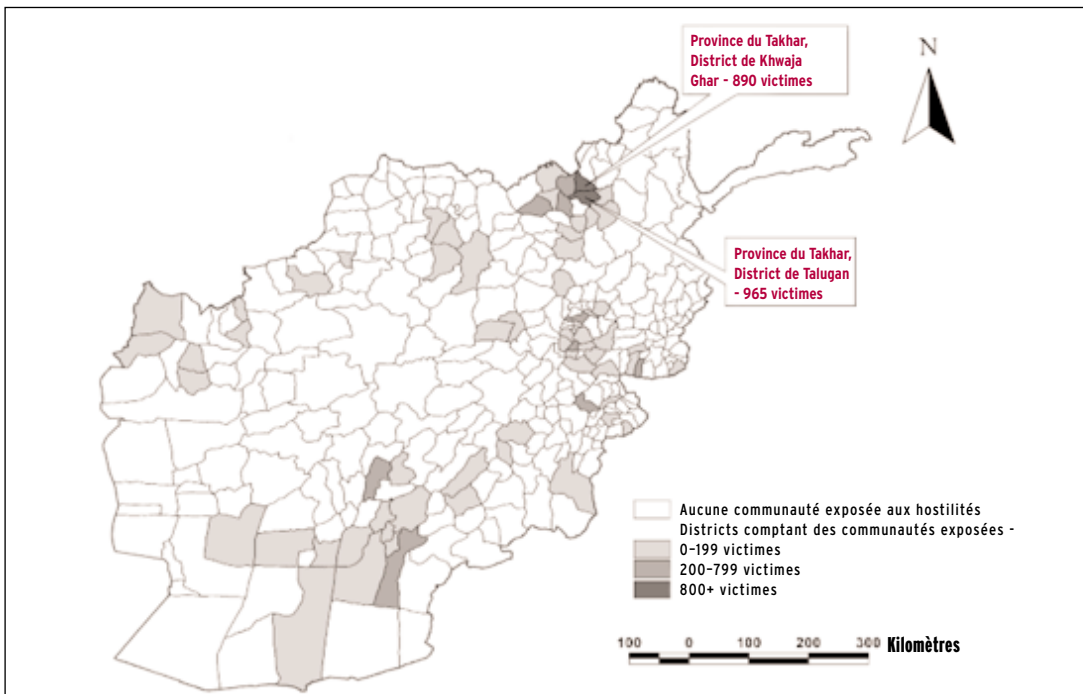 Province du Takhar,
District de Khwaja
Ghar - 890 victimes
N
Province du Takhar,
District de Talugan
- 965 victimes
Aucune communauté exposée aux hostilités
Districts comptant des communautés exposées -
0-199 victimes
200-799 victimes
800+ victimes
100 0 100 200 300 Kilomètres